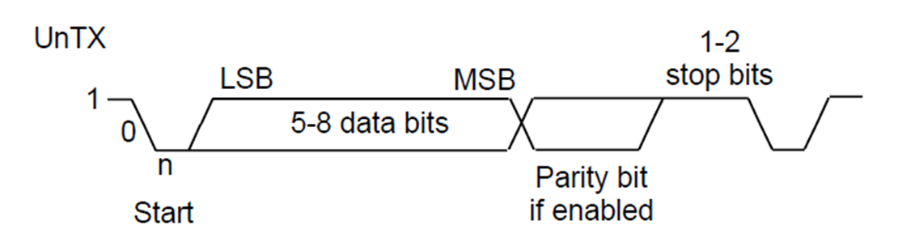 UnTX
1-2
stop bits
LSB
MSB
1
0
5-8 data bits
n
Start
Parity bit
if enabled